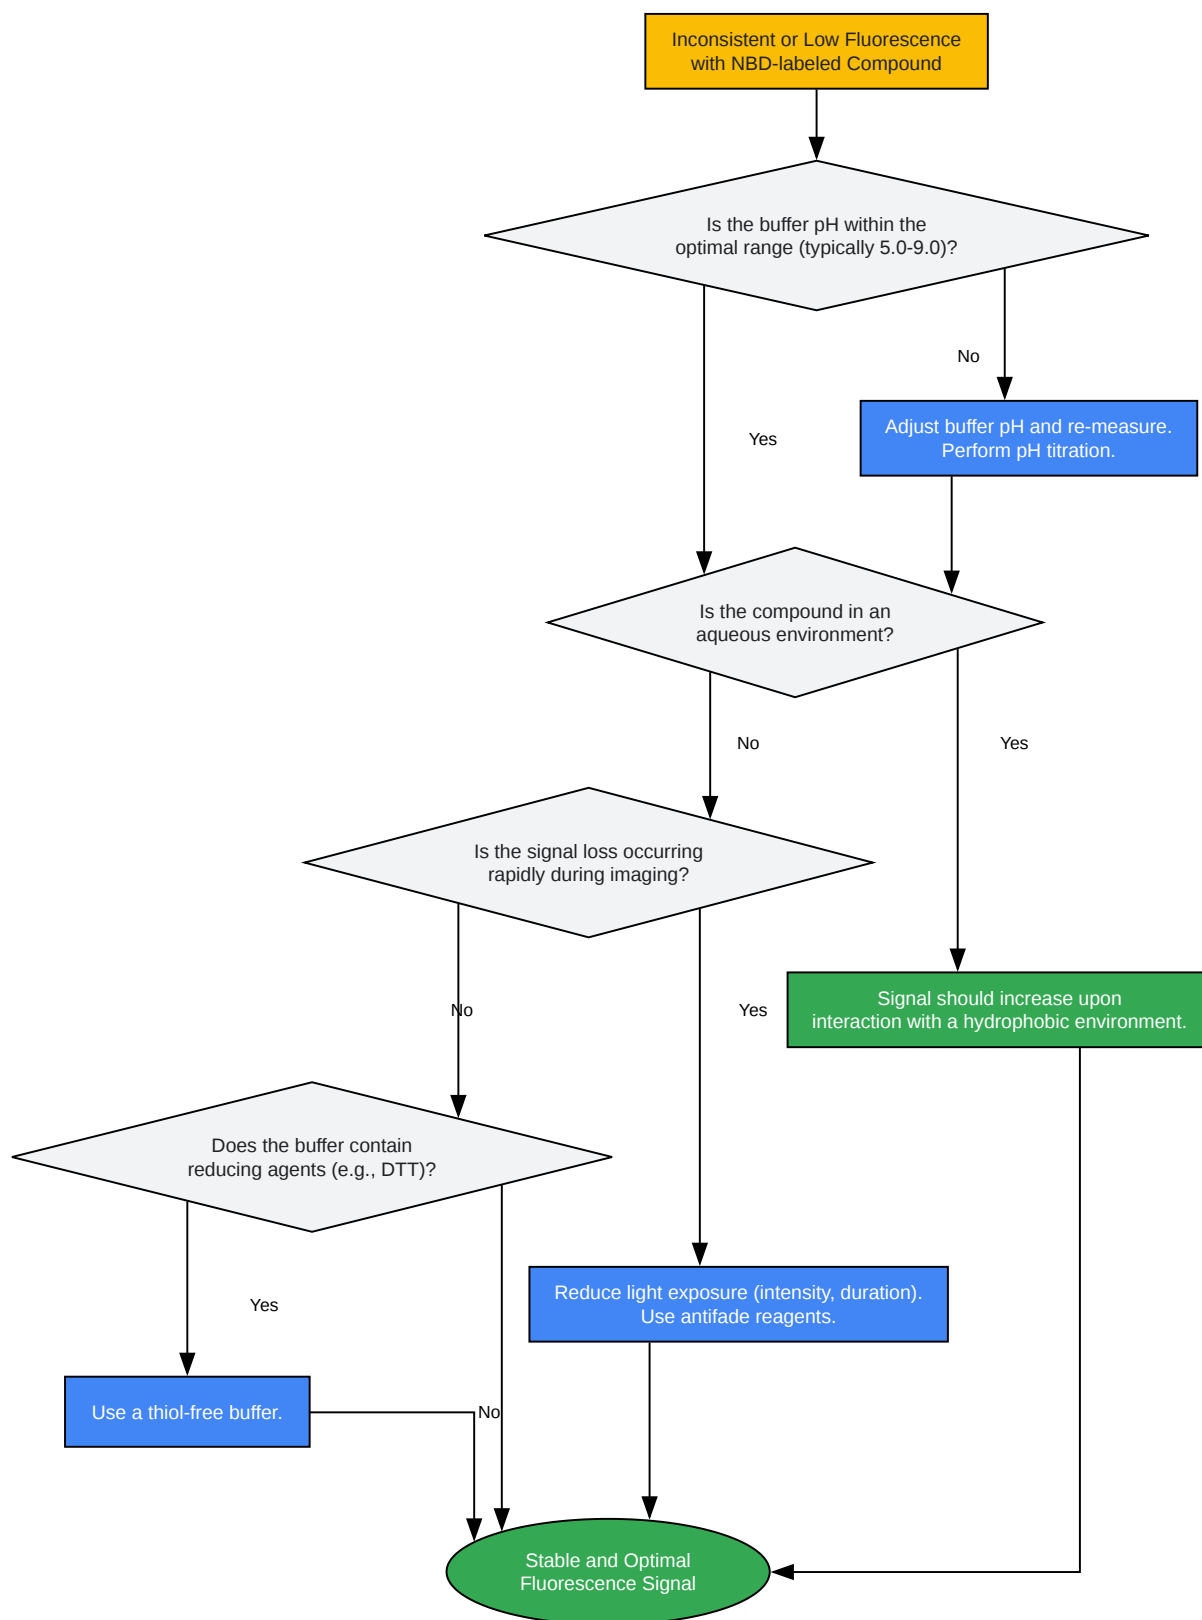 Inconsistent or Low Fluorescence
with NBD-labeled Compound
Is the buffer pH within the
optimal range (typically 5.0-9.0)?
No
Adjust buffer pH and re-measure.
Perform pH titration.
Yes
Is the compound in an
aqueous environment?
No
Yes
Is the signal loss occurring
rapidly during imaging?
No
Yes
Signal should increase upon
interaction with a hydrophobic environment.
Does the buffer contain
reducing agents (e.g., DTT)?
Yes
Reduce light exposure (intensity, duration).
Use antifade reagents.
Use a thiol-free buffer.
No
Stable and Optimal
Fluorescence Signal